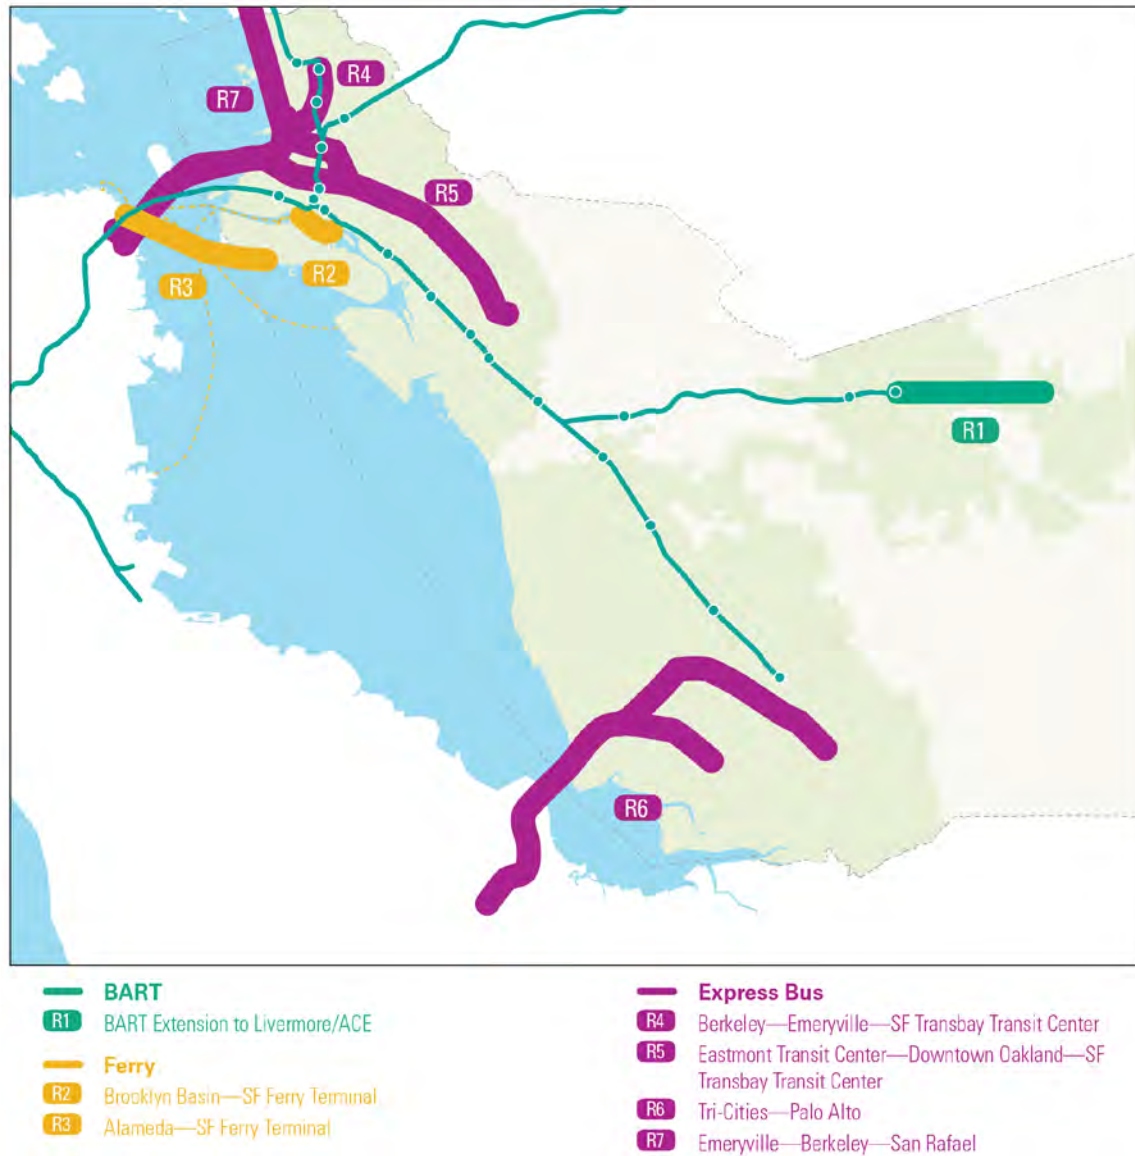 R4
R7
R5
R2
R3
R1
R6
BART
R1 BART Extension to Livermore/ACE
Ferry
R2 Brooklyn Basin—SF Ferry Terminal
R3 Alameda—SF Ferry Terminal
Express Bus
R4 Berkeley—Emeryville—SF Transbay Transit Center
R5 Eastmont Transit Center—Downtown Oakland—SF
Transbay Transit Center
R6 Tri-Cities—Palo Alto
R7 Emeryville—Berkeley—San Rafael